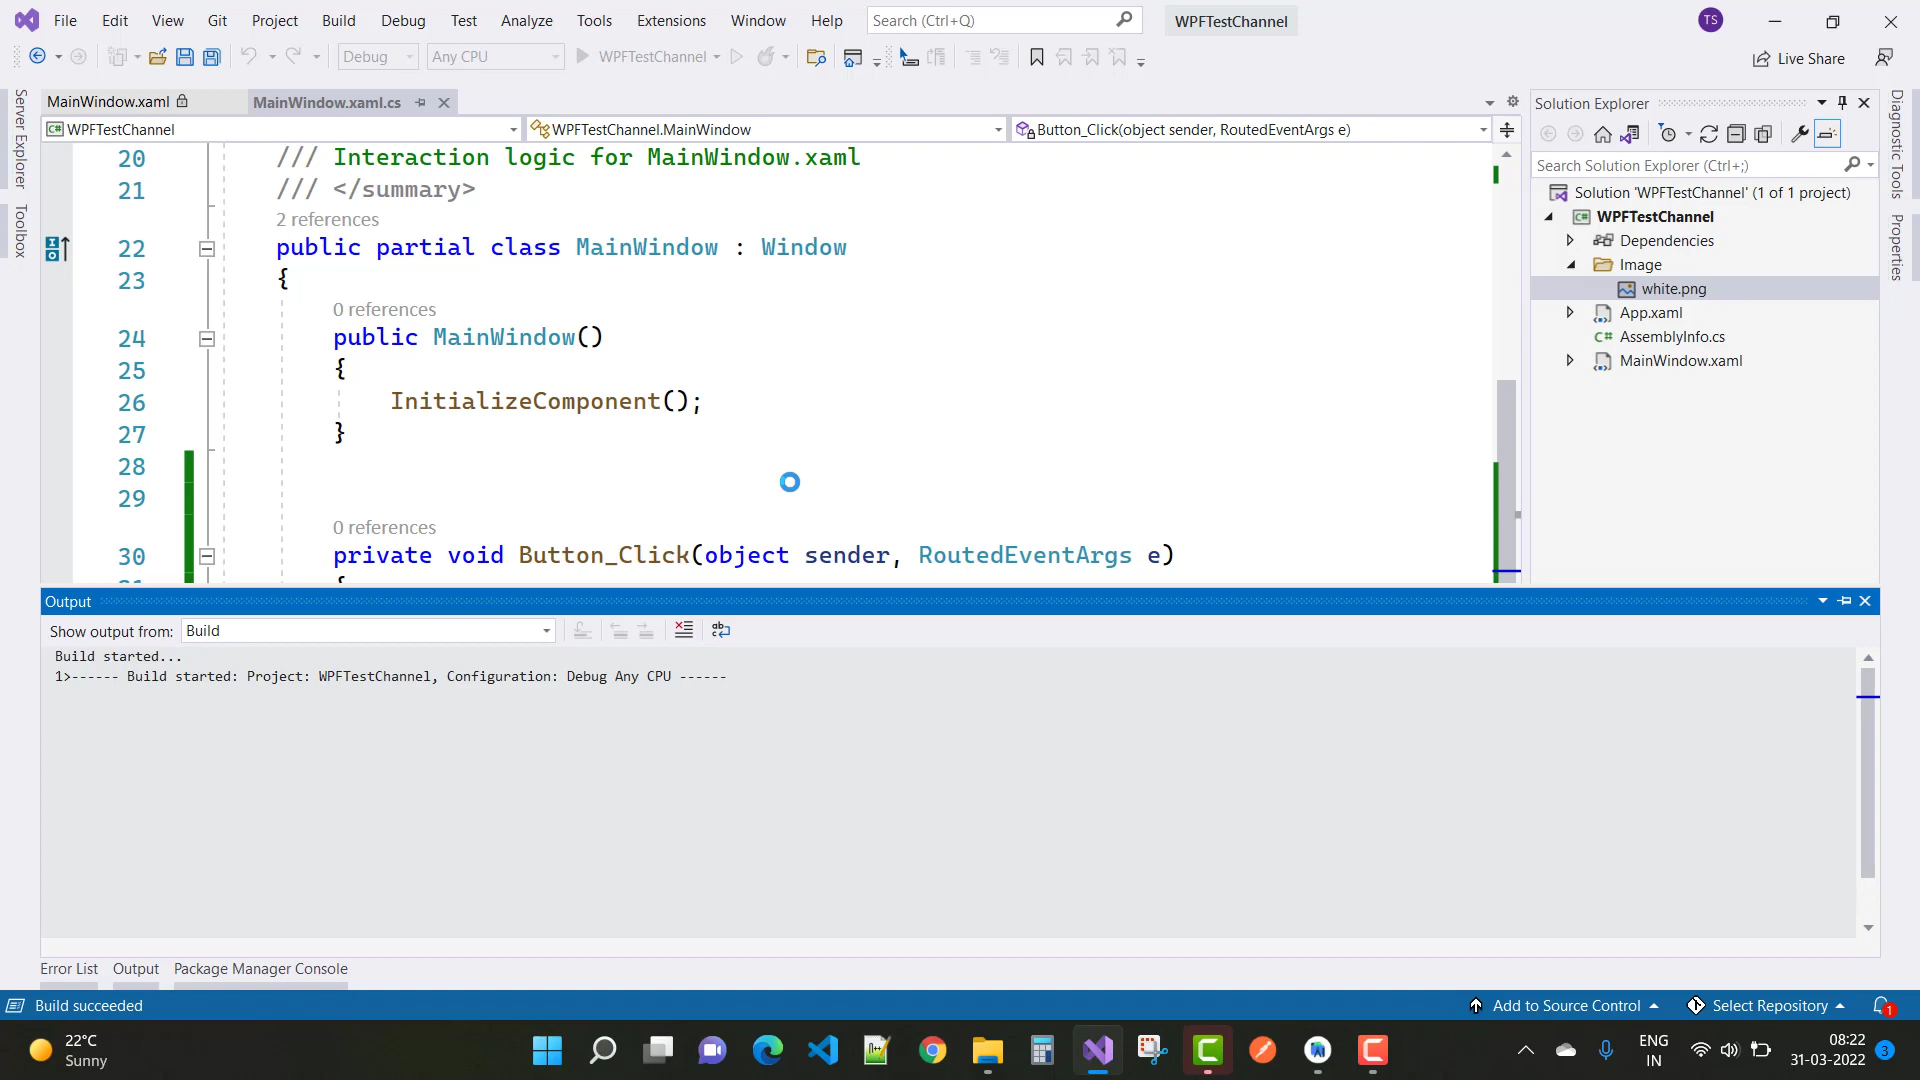 File Edit View Git Project Build Debug Test Analyze Tools Extensions Window Help Search (Ctrl+Q) WPFTestChannel TS
Debug Any CPU WPFTestChannel Live Share
MainWindow.xaml MainWindow.xaml.cs
WPFTestChannel WPFTestChannel.MainWindow Button_Click(object sender, RoutedEventArgs e)
20 /// Interaction logic for MainWindow.xaml
21 /// </summary>
2 references
22 public partial class MainWindow : Window
23 {
0 references
24 public MainWindow()
25 {
26 InitializeComponent();
27 }
28
29
0 references
30 private void Button_Click(object sender, RoutedEventArgs e)
Server Explorer
Toolbox
Solution Explorer
Search Solution Explorer (Ctrl+;)
Solution 'WPFTestChannel' (1 of 1 project)
WPFTestChannel
Dependencies
Image
white.png
App.xaml
C# AssemblyInfo.cs
MainWindow.xaml
Diagnostic Tools
Properties
Output
Show output from: Build
Build started...
1>------ Build started: Project: WPFTestChannel, Configuration: Debug Any CPU ------
Error List Output Package Manager Console
Build succeeded Add to Source Control Select Repository 1
22°C
Sunny
ENG
IN
08:22
31-03-2022
3